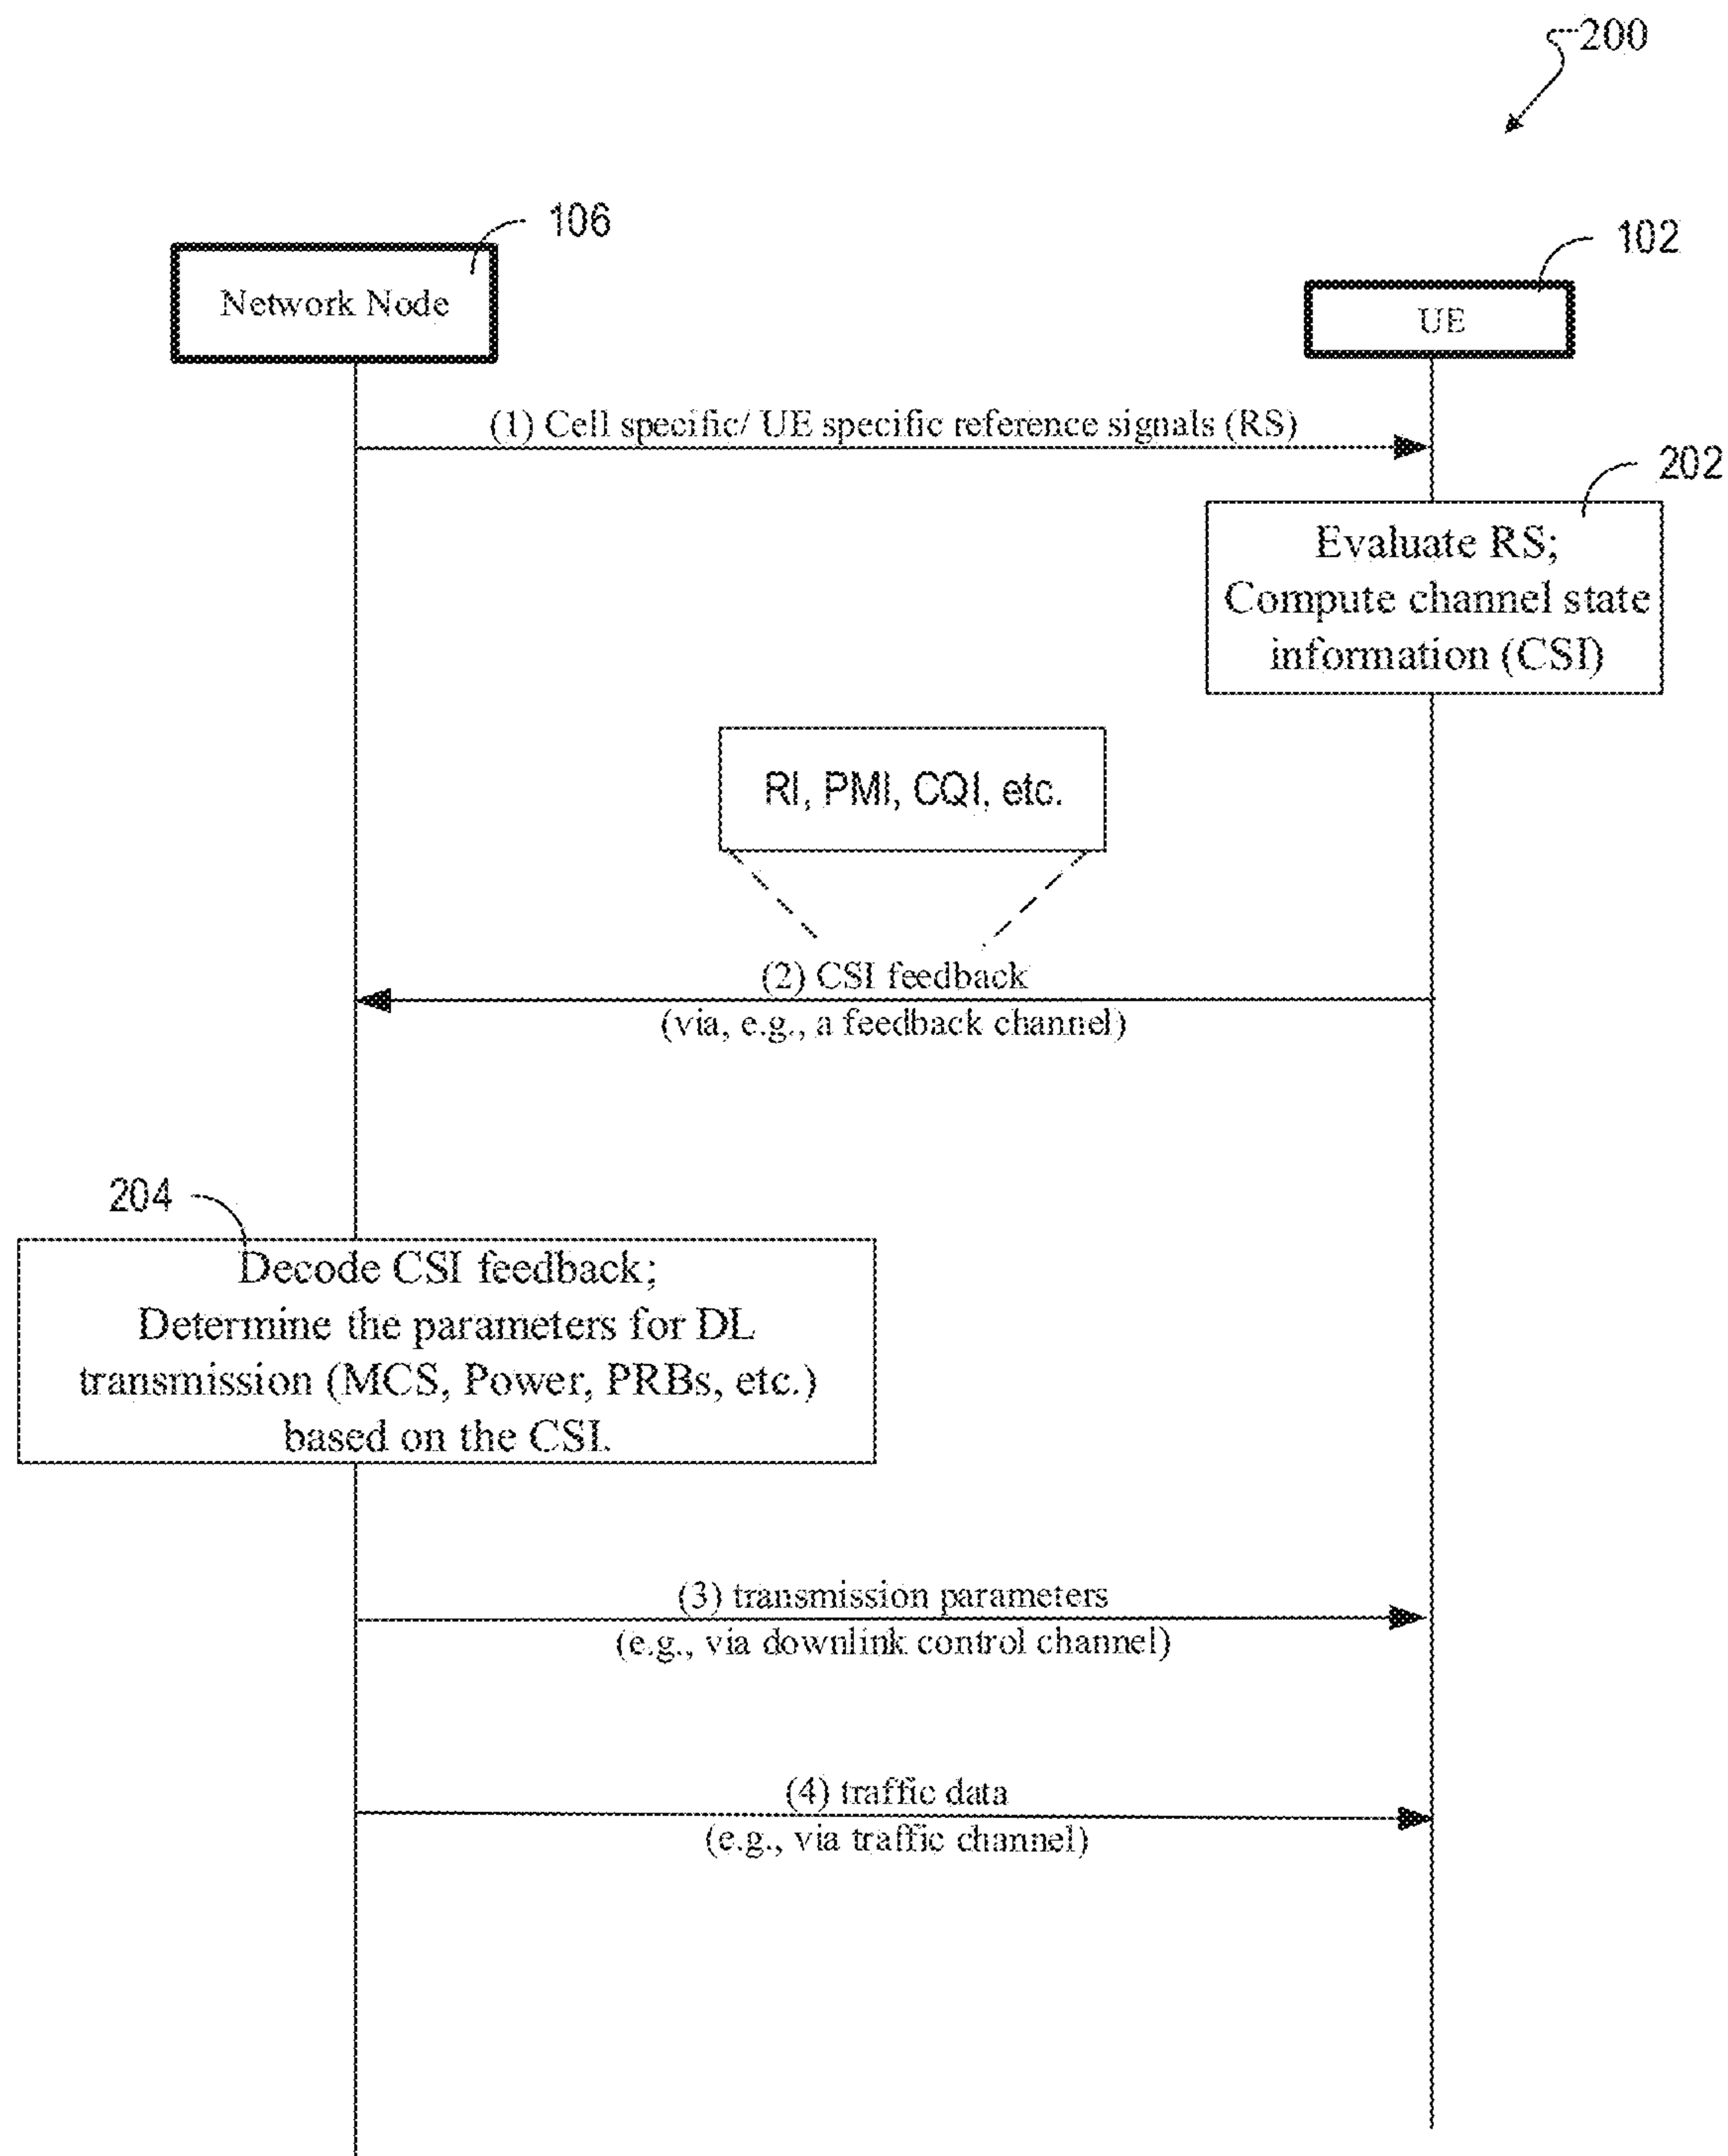 200
106
Network Node
102
UE
(1) Cell specific/ UE specific reference signals (RS)
202
Evaluate RS;
Compute channel state
information (CSI)
RI, PMI, CQI, etc.
(2) CSI feedback
(via, e.g., a feedback channel)
204
Decode CSI feedback;
Determine the parameters for DL
transmission (MCS, Power, PRBs, etc.)
based on the CSI.
(3) transmission parameters
(e.g., via downlink control channel)
(4) traffic data
(e.g., via traffic channel)